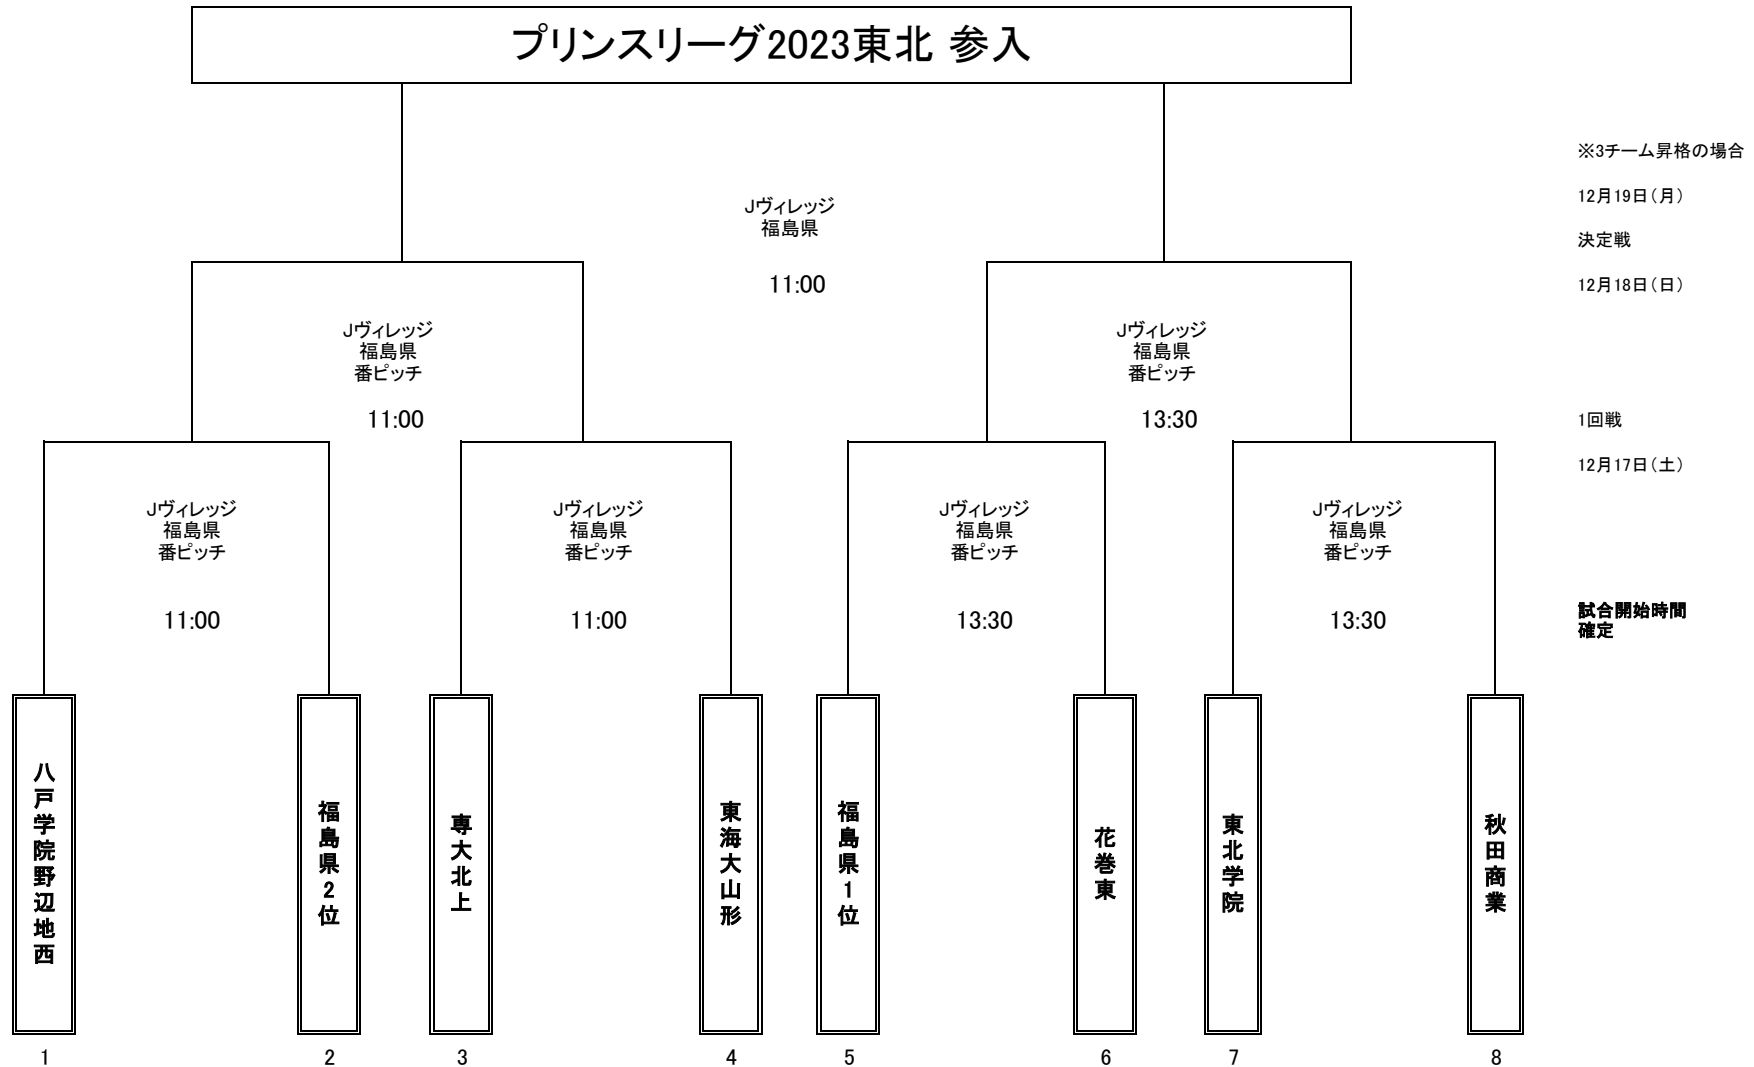 プリンスリーグ2023東北 参入
※3チーム昇格の場合
12月19日(月)
Jヴィレッジ
福島県
決定戦
11:00
12月18日(日)
Jヴィレッジ
福島県
番ピッチ
11:00
Jヴィレッジ
福島県
番ピッチ
13:30
1回戦
12月17日(土)
Jヴィレッジ
福島県
番ピッチ
11:00
Jヴィレッジ
福島県
番ピッチ
11:00
Jヴィレッジ
福島県
番ピッチ
13:30
Jヴィレッジ
福島県
番ピッチ
13:30
試合開始時間
確定
八戸学院野辺地西
福島県2位
専大北上
東海大山形
福島県1位
花巻東
東北学院
秋田商業
1
2
3
4
5
6
7
8